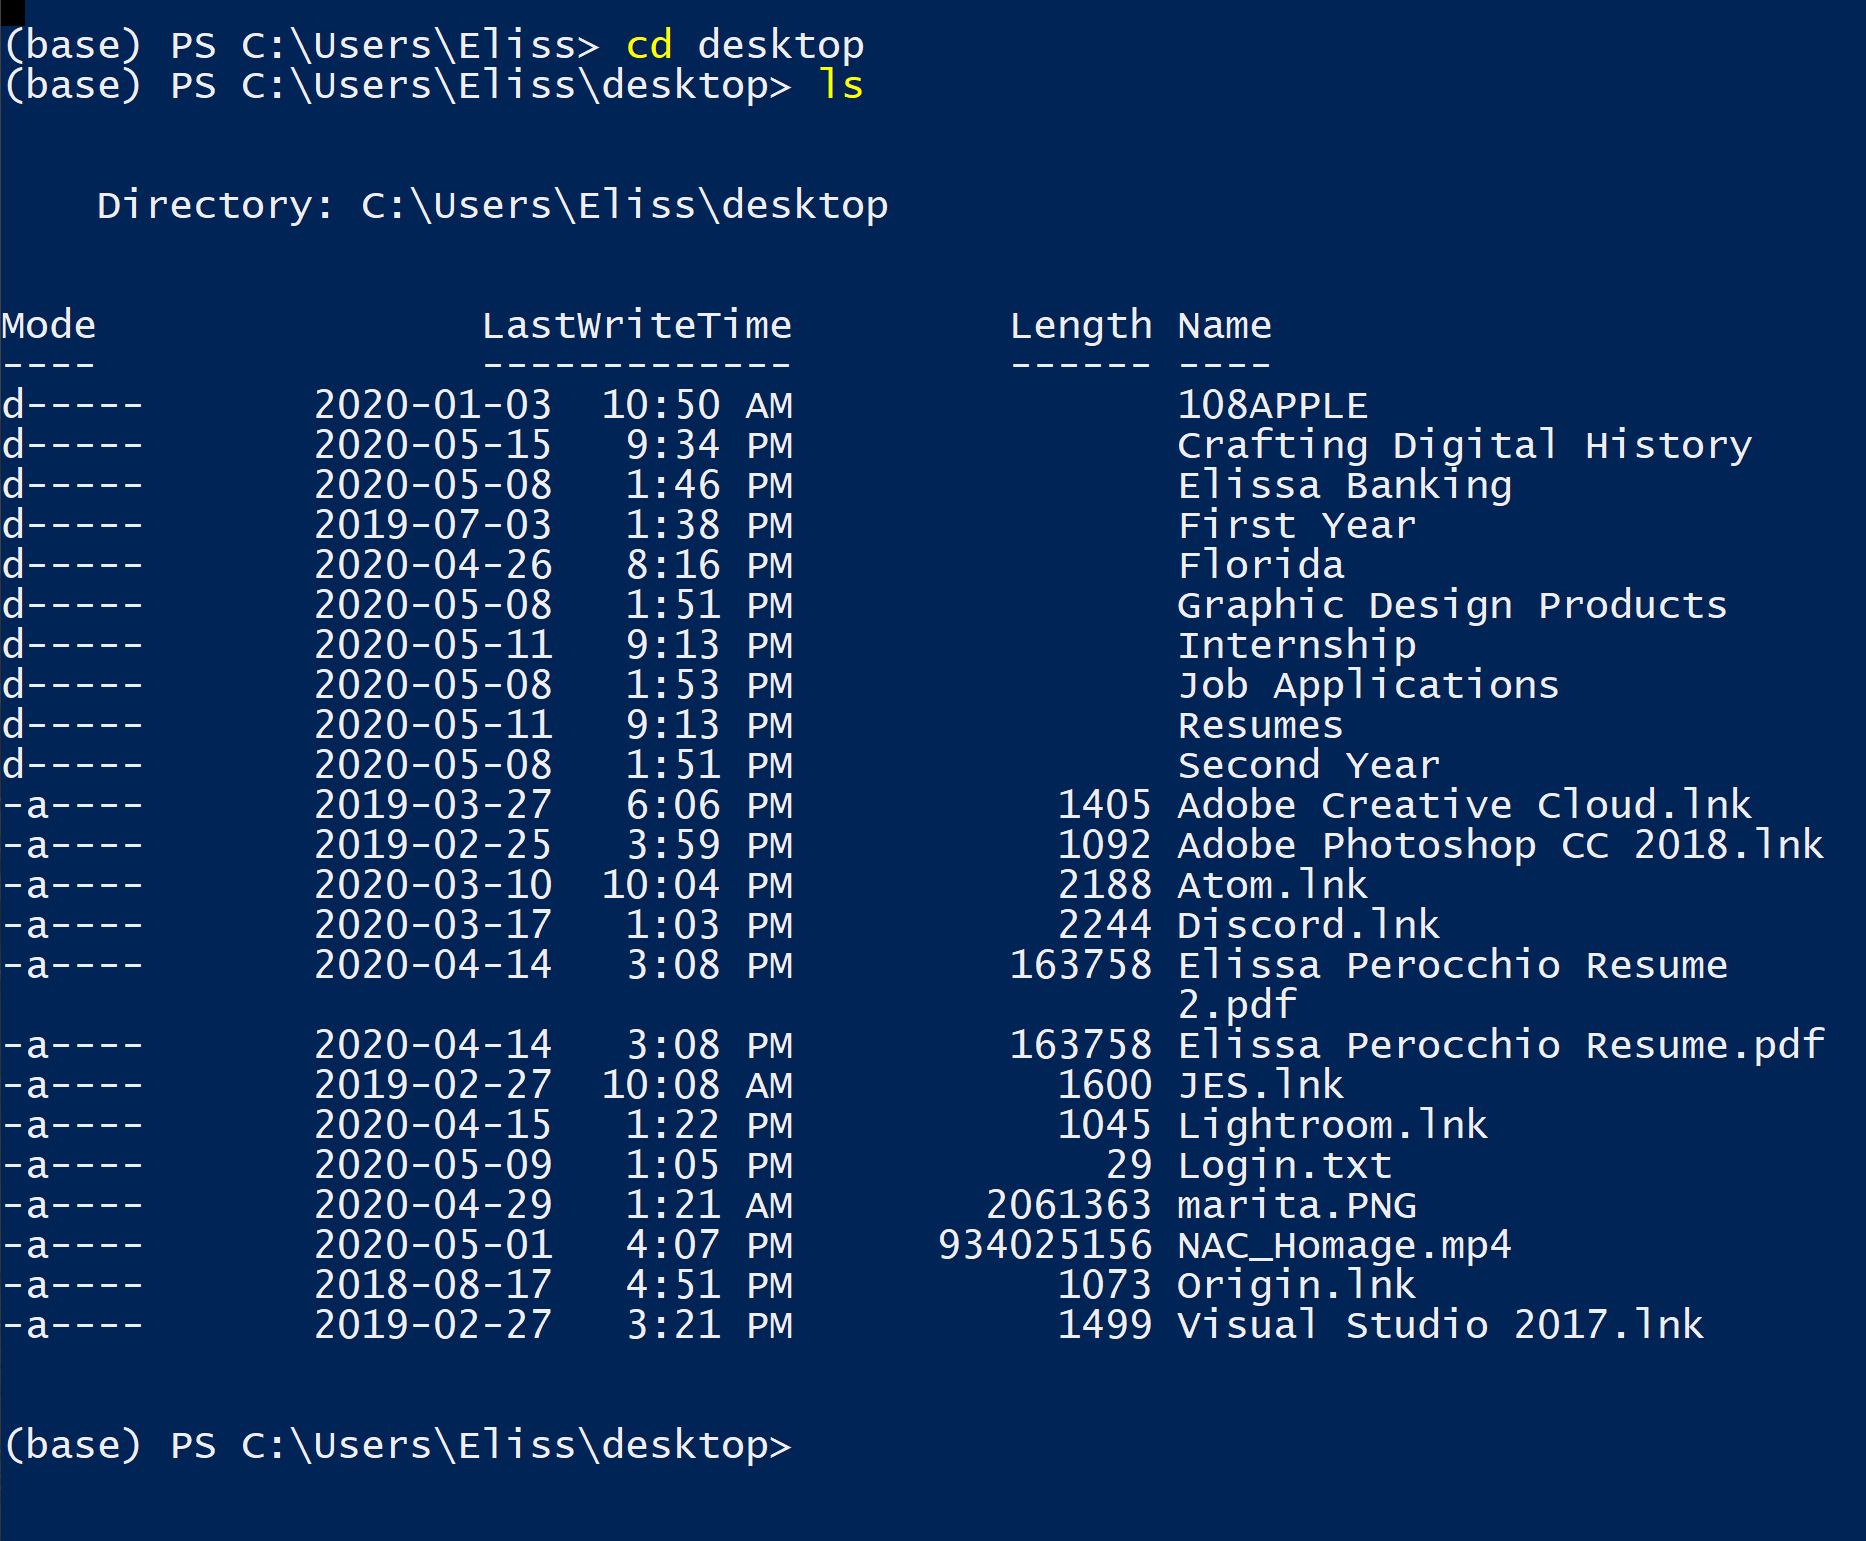 (base) PS C:\Users\Eliss> cd desktop
(base) PS C:\Users\Eliss\desktop> ls
Directory: C:\Users\Eliss\desktop
Mode LastWriteTime Length Name
---- ------------- ------ ----
d----- 2020-01-03 10:50 AM 108APPLE
d----- 2020-05-15 9:34 PM Crafting Digital History
d----- 2020-05-08 1:46 PM Elissa Banking
d----- 2019-07-03 1:38 PM First Year
d----- 2020-04-26 8:16 PM Florida
d----- 2020-05-08 1:51 PM Graphic Design Products
d----- 2020-05-11 9:13 PM Internship
d----- 2020-05-08 1:53 PM Job Applications
d----- 2020-05-11 9:13 PM Resumes
d----- 2020-05-08 1:51 PM Second Year
-a---- 2019-03-27 6:06 PM 1405 Adobe Creative Cloud.lnk
-a---- 2019-02-25 3:59 PM 1092 Adobe Photoshop CC 2018.lnk
-a---- 2020-03-10 10:04 PM 2188 Atom.lnk
-a---- 2020-03-17 1:03 PM 2244 Discord.lnk
-a---- 2020-04-14 3:08 PM 163758 Elissa Perocchio Resume
2.pdf
-a---- 2020-04-14 3:08 PM 163758 Elissa Perocchio Resume.pdf
-a---- 2019-02-27 10:08 AM 1600 JES.lnk
-a---- 2020-04-15 1:22 PM 1045 Lightroom.lnk
-a---- 2020-05-09 1:05 PM 29 Login.txt
-a---- 2020-04-29 1:21 AM 2061363 marita.PNG
-a---- 2020-05-01 4:07 PM 934025156 NAC_Homage.mp4
-a---- 2018-08-17 4:51 PM 1073 Origin.lnk
-a---- 2019-02-27 3:21 PM 1499 Visual Studio 2017.lnk
(base) PS C:\Users\Eliss\desktop>